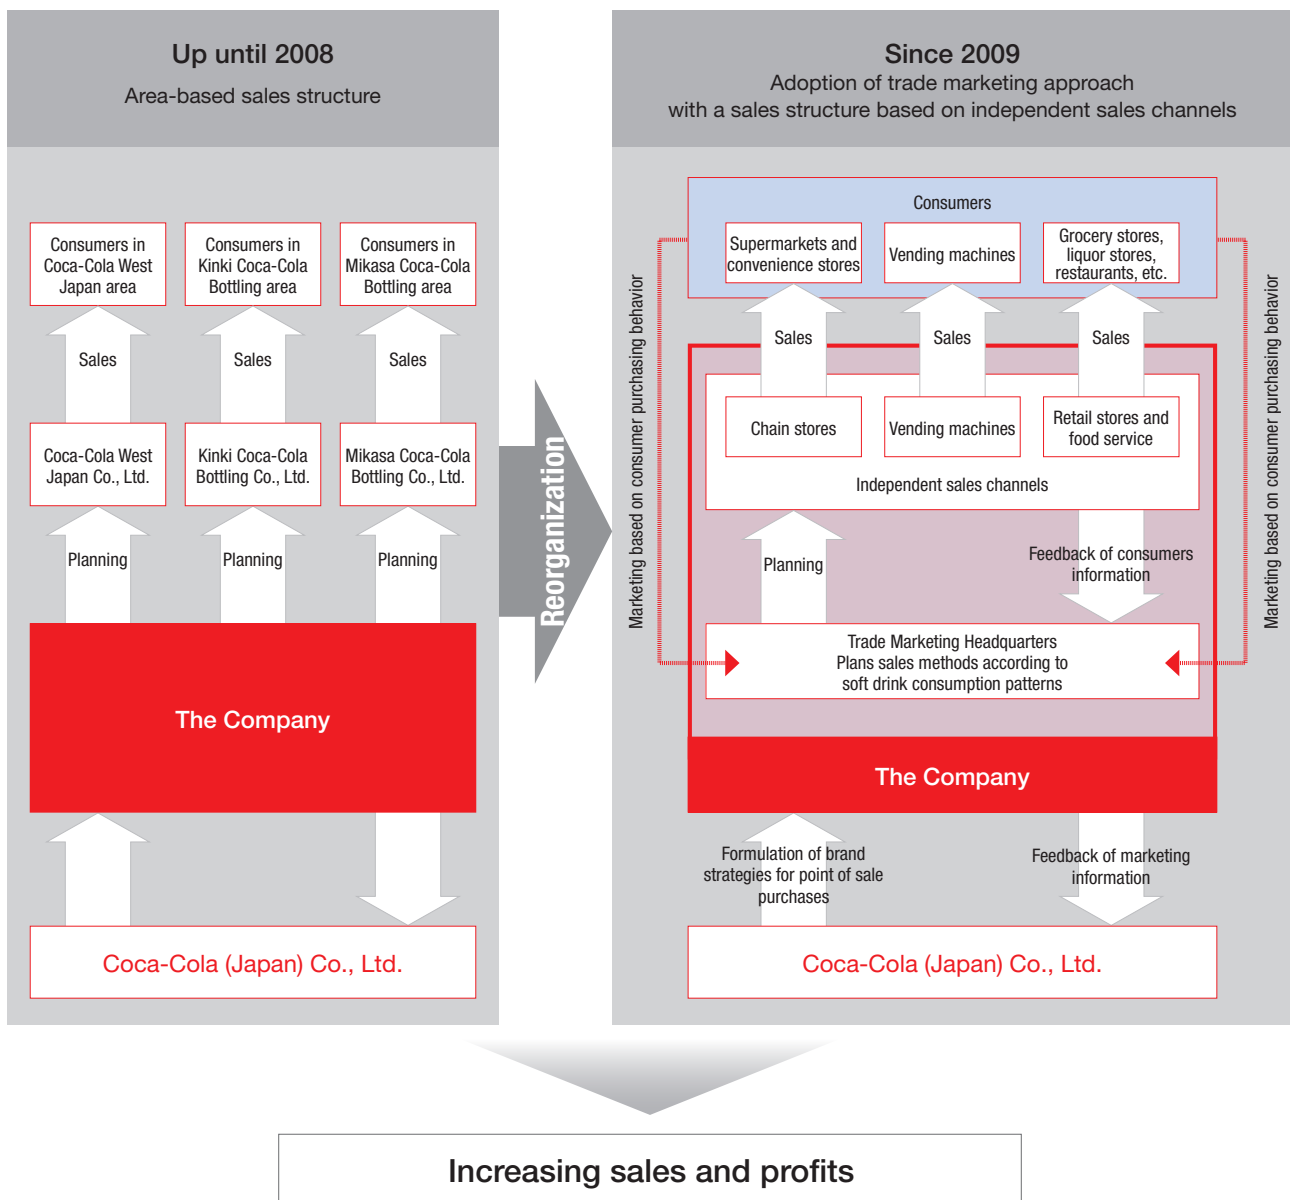 Up until 2008
Area-based sales structure
Consumers in
Coca-Cola West
Japan area
Consumers in
Kinki Coca-Cola
Bottling area
Consumers in
Mikasa Coca-Cola
Bottling area
Sales
Sales
Sales
Coca-Cola West
Japan Co., Ltd.
Kinki Coca-Cola
Bottling Co., Ltd.
Mikasa Coca-Cola
Bottling Co., Ltd.
Planning
Planning
Planning
The Company
Coca-Cola (Japan) Co., Ltd.
Reorganization
Since 2009
Adoption of trade marketing approach
with a sales structure based on independent sales channels
Consumers
Supermarkets and
convenience stores
Vending machines
Grocery stores,
liquor stores,
restaurants, etc.
Marketing based on consumer purchasing behavior
Marketing based on consumer purchasing behavior
Sales
Sales
Sales
Chain stores
Vending machines
Retail stores and
food service
Independent sales channels
Planning
Feedback of consumers
information
Trade Marketing Headquarters
Plans sales methods according to
soft drink consumption patterns
The Company
Formulation of brand
strategies for point of sale
purchases
Feedback of marketing
information
Coca-Cola (Japan) Co., Ltd.
Increasing sales and profits